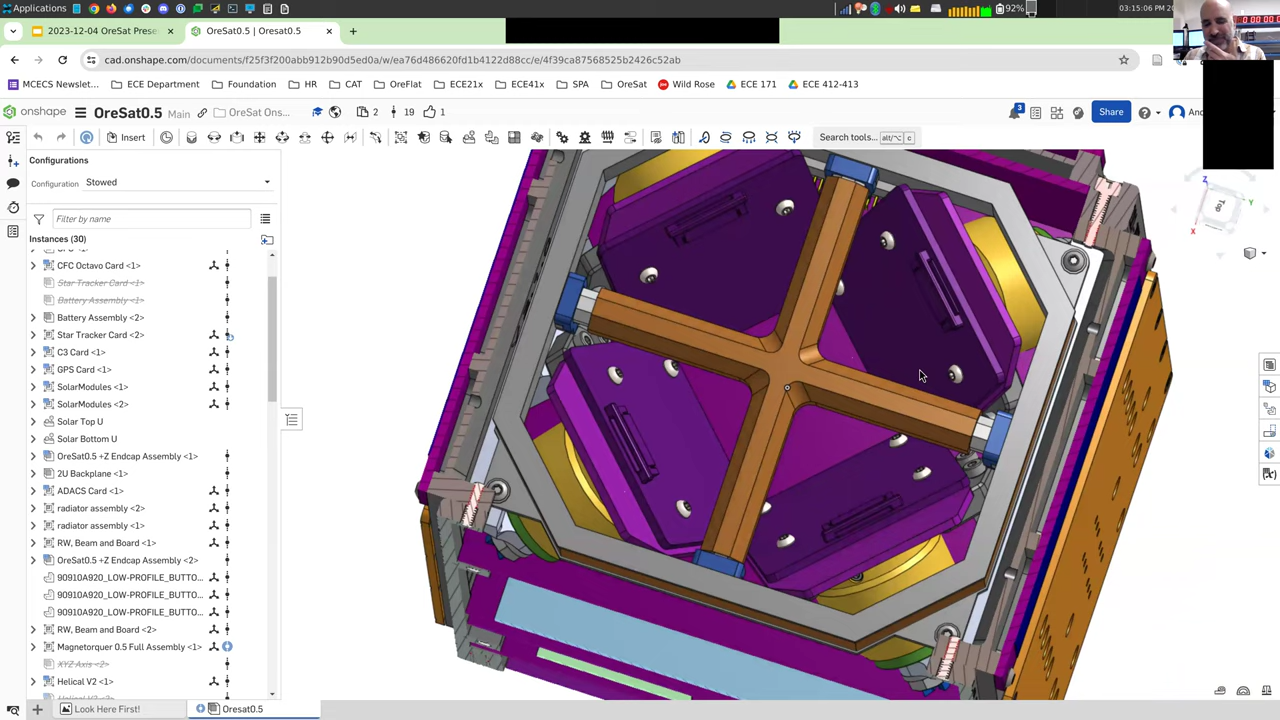 Applications
92%
03:15:06 PM
2023-12-04 OreSat Prese
OreSat0.5 | Oresat0.5
MCECS Newslet...
ECE Department
Foundation
HR
CAT
OreFlat
ECE21x
ECE41x
SPA
OreSat
Wild Rose
ECE 171
ECE 412-413
onshape
OreSat0.5
Main
OreSat Ons...
2
19
1
3
Share
Insert
Search tools...
alt/⌥
c
Configurations
Configuration
Stowed
Filter by name
Instances (30)
CFC Octavo Card <1>
Star Tracker Card <1>
Battery Assembly <1>
Battery Assembly <2>
Star Tracker Card <2>
C3 Card <1>
GPS Card <1>
SolarModules <1>
SolarModules <2>
Solar Top U
Solar Bottom U
OreSat0.5 +Z Endcap Assembly <1>
2U Backplane <1>
ADACS Card <1>
radiator assembly <2>
radiator assembly <1>
RW, Beam and Board <1>
OreSat0.5 +Z Endcap Assembly <2>
90910A920_LOW-PROFILE_BUTTO...
90910A920_LOW-PROFILE_BUTTO...
90910A920_LOW-PROFILE_BUTTO...
RW, Beam and Board <2>
Magnetorquer 0.5 Full Assembly <1>
XYZ Axis <2>
Helical V2 <1>
Z
Y
X
Top
Look Here First!
Oresat0.5